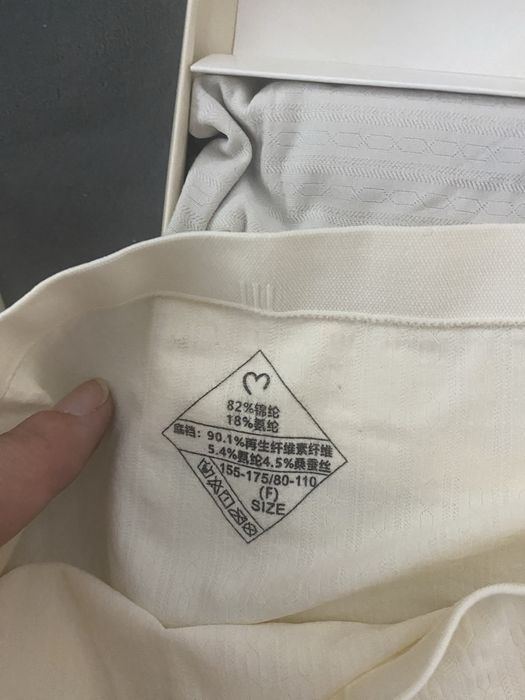 82%锦纶
18%氨纶
底裆：90.1%再生纤维素纤维
5.4%氨纶4.5%桑蚕丝
155-175/80-110
(F)
SIZE